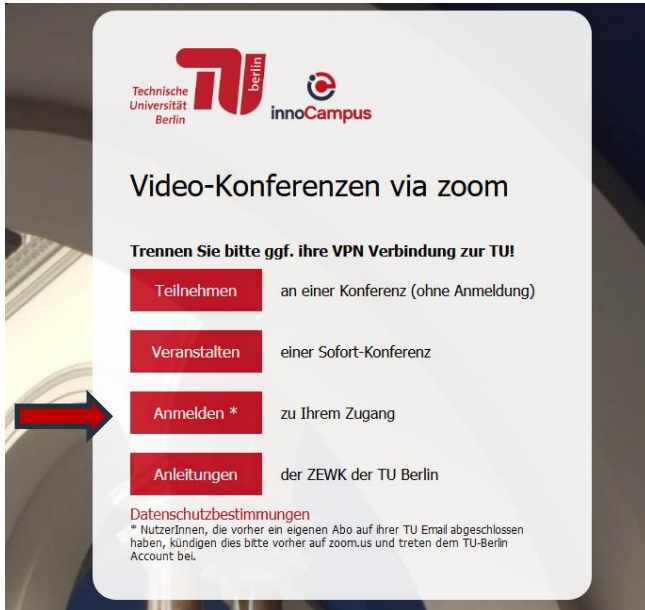 Technische
Universität
Berlin
berlin
innoCampus
Video-Konferenzen via zoom
Trennen Sie bitte ggf. ihre VPN Verbindung zur TU!
Teilnehmen an einer Konferenz (ohne Anmeldung)
Veranstalten einer Sofort-Konferenz
Anmelden * zu Ihrem Zugang
Anleitungen der ZEWK der TU Berlin
Datenschutzbestimmungen
* NutzerInnen, die vorher ein eigenen Abo auf ihrer TU Email abgeschlossen
haben, kündigen dies bitte vorher auf zoom.us und treten dem TU-Berlin
Account bei.